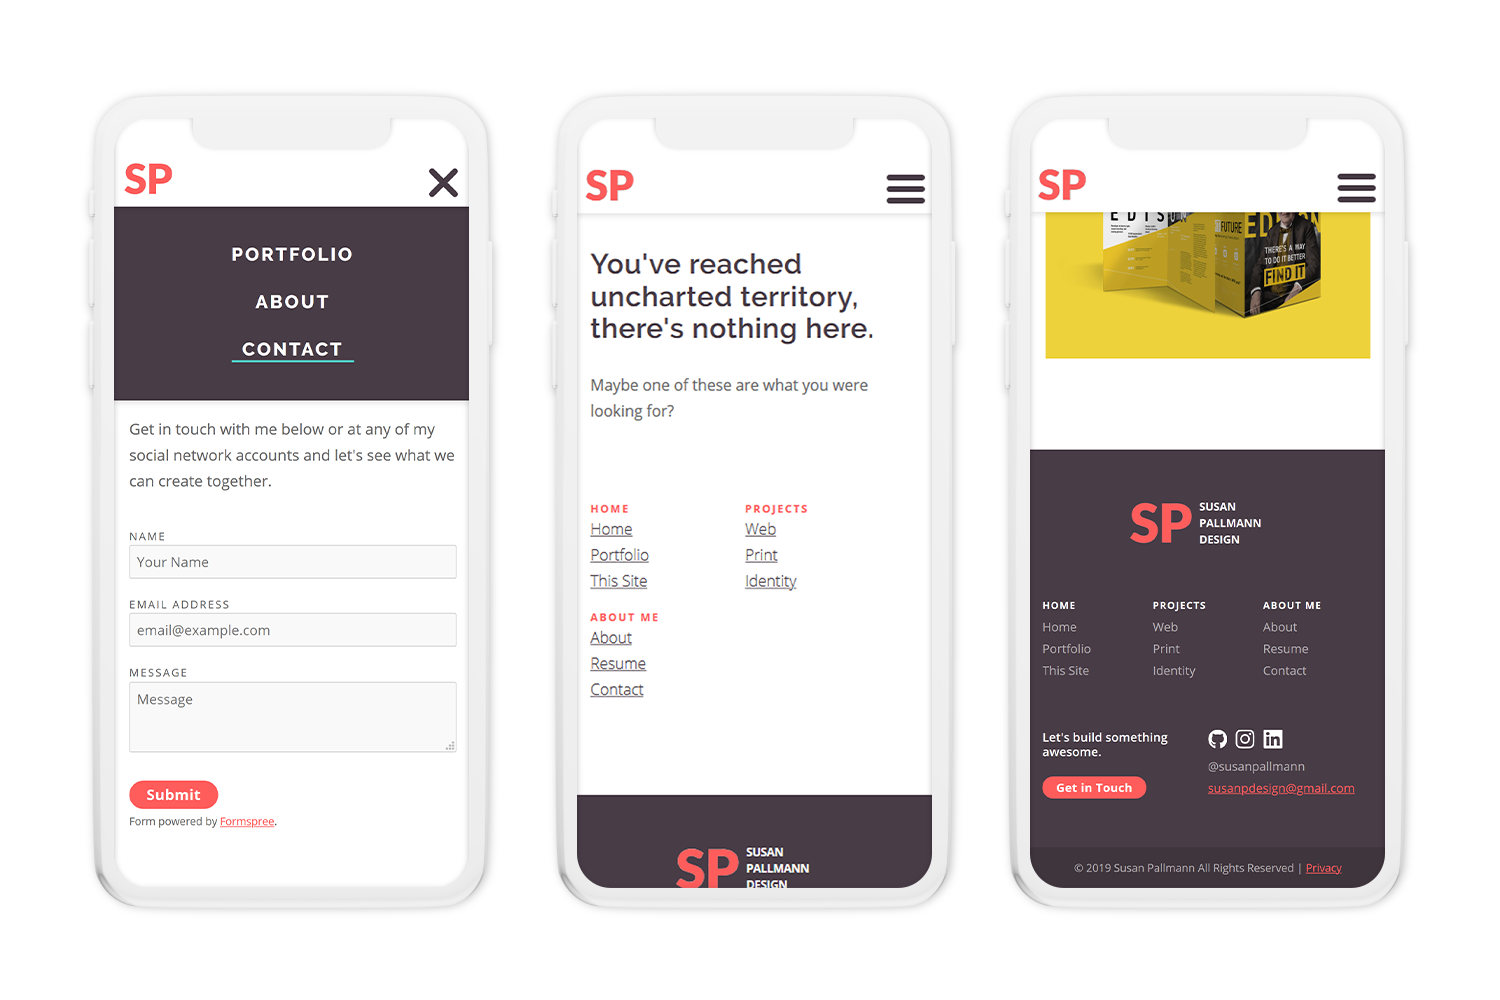 SP
PORTFOLIO
ABOUT
CONTACT
Get in touch with me below or at any of my
social network accounts and let's see what we
can create together.
NAME
Your Name
EMAIL ADDRESS
email@example.com
MESSAGE
Message
Submit
Form powered by Formspree.
SP
You've reached
uncharted territory,
there's nothing here.
Maybe one of these are what you were
looking for?
HOME
Home
Portfolio
This Site
PROJECTS
Web
Print
Identity
ABOUT ME
About
Resume
Contact
SP
SUSAN
PALLMANN
DESIGN
SP
FUTURE
THERE'S A WAY
TO DO IT BETTER
FIND IT
SP
SUSAN
PALLMANN
DESIGN
HOME
Home
Portfolio
This Site
PROJECTS
Web
Print
Identity
ABOUT ME
About
Resume
Contact
Let's build something
awesome.
Get in Touch
in
@susanpallmann
susanpdesign@gmail.com
© 2019 Susan Pallmann All Rights Reserved | Privacy